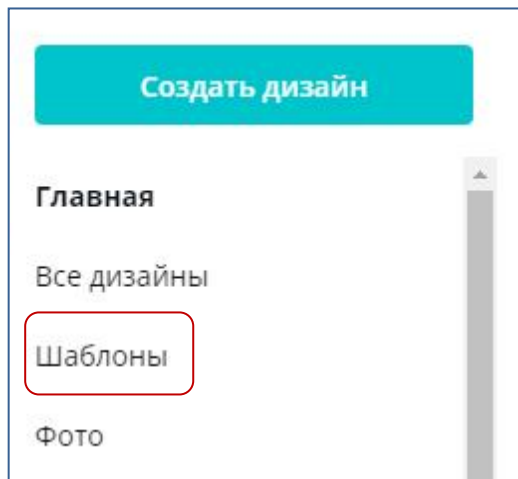 Создать дизайн
Главная
Все дизайны
Шаблоны
Фото